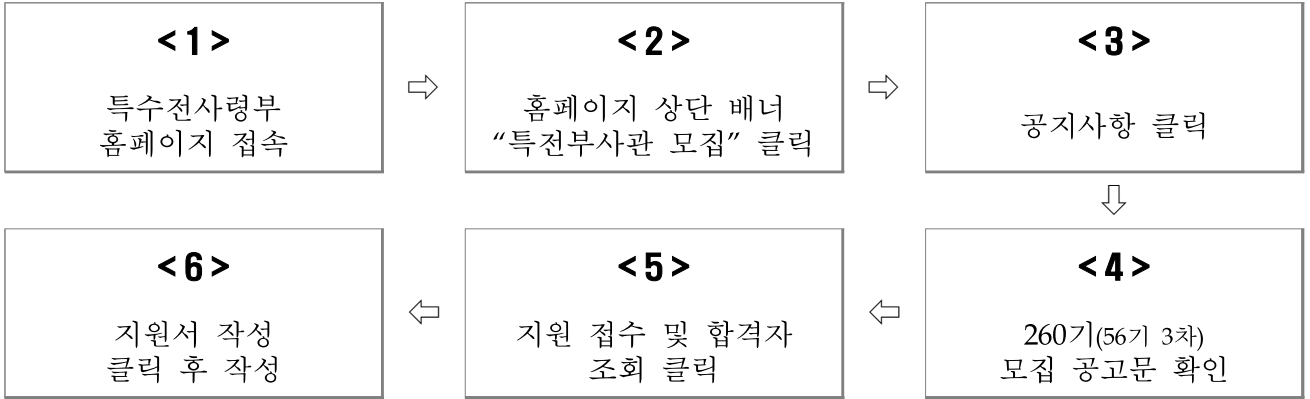 <1>
특수전사령부
홈페이지 접속
<2>
홈페이지 상단 배너
“특전부사관 모집” 클릭
<3>
공지사항 클릭
<4>
260기(56기 3차)
모집 공고문 확인
<5>
지원 접수 및 합격자
조회 클릭
<6>
지원서 작성
클릭 후 작성